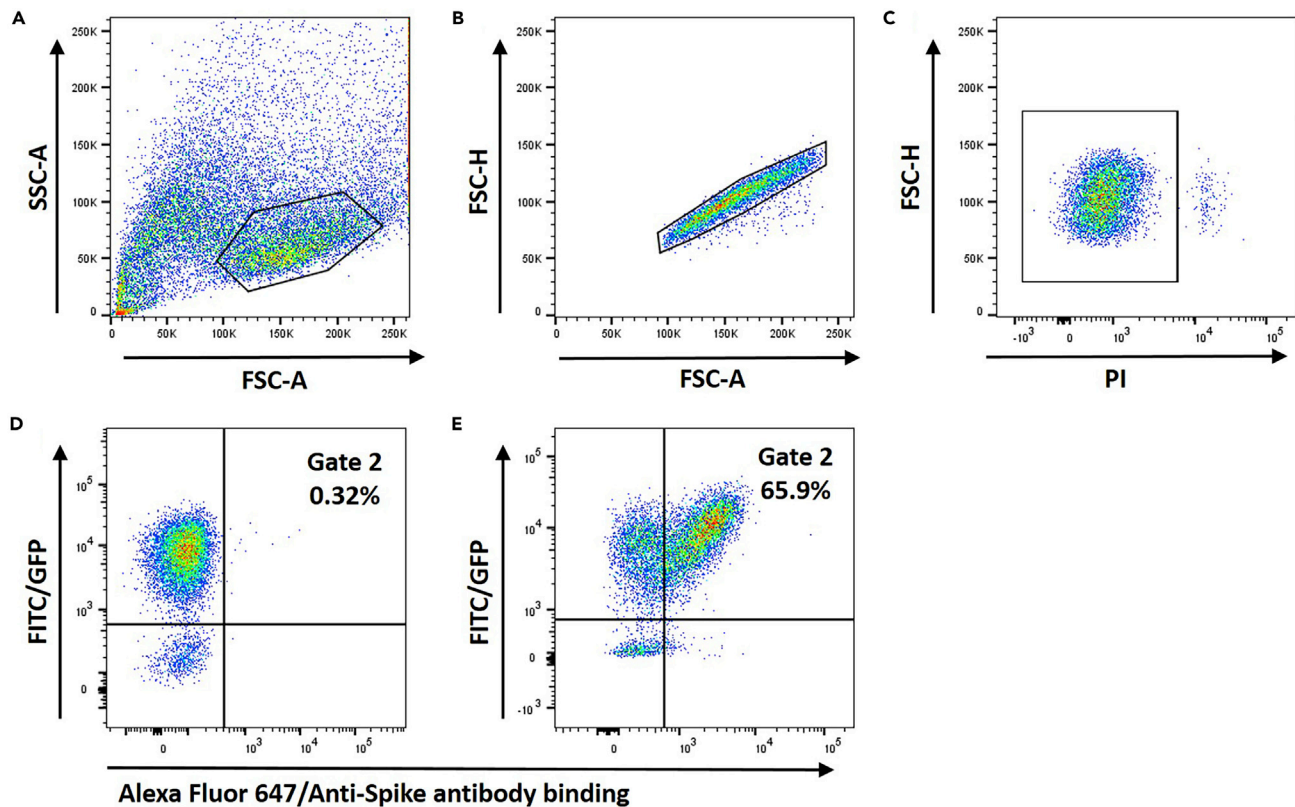 A
SSC-A
250K
200K
150K
100K
50K
0
0 50K 100K 150K 200K 250K
FSC-A
B
FSC-H
250K
200K
150K
100K
50K
0
0 50K 100K 150K 200K 250K
FSC-A
C
FSC-H
250K
200K
150K
100K
50K
0
-10³ 0 10³ 10⁴ 10⁵
PI
D
FITC/GFP
Gate 2
0.32%
10⁵
10⁴
10³
0
0 10³ 10⁴ 10⁵
E
FITC/GFP
Gate 2
65.9%
10⁵
10⁴
10³
0
-10³
0 10³ 10⁴ 10⁵
Alexa Fluor 647/Anti-Spike antibody binding